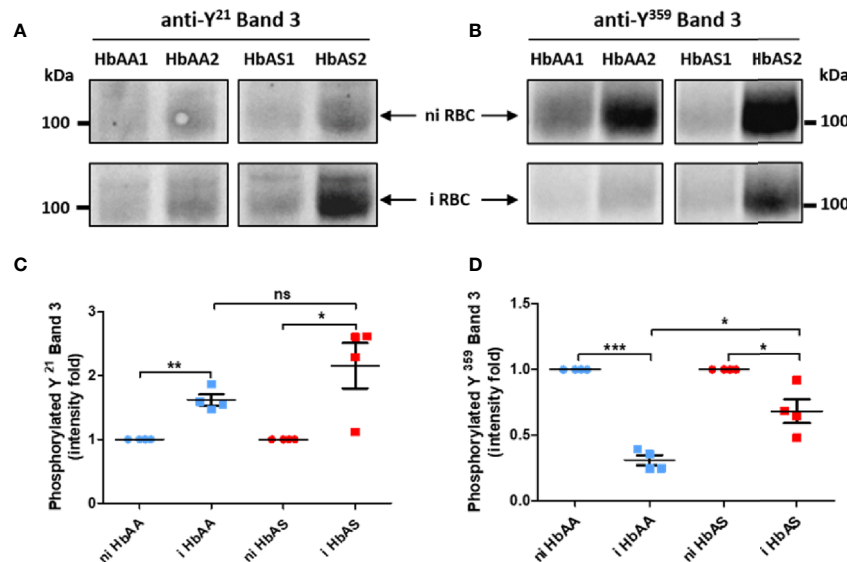 A
anti-Y²¹ Band 3
B
anti-Y³⁵⁹ Band 3
HbAA1 HbAA2 HbAS1 HbAS2
HbAA1 HbAA2 HbAS1 HbAS2
kDa
kDa
100
ni RBC
100
100
i RBC
100
C
D
Phosphorylated Y ²¹ Band 3
(intensity fold)
3
2
1
0
**
ns
*
ni HbAA
i HbAA
ni HbAS
i HbAS
Phosphorylated Y ³⁵⁹ Band 3
(intensity fold)
1.5
1.0
0.5
0.0
***
*
*
ni HbAA
i HbAA
ni HbAS
i HbAS